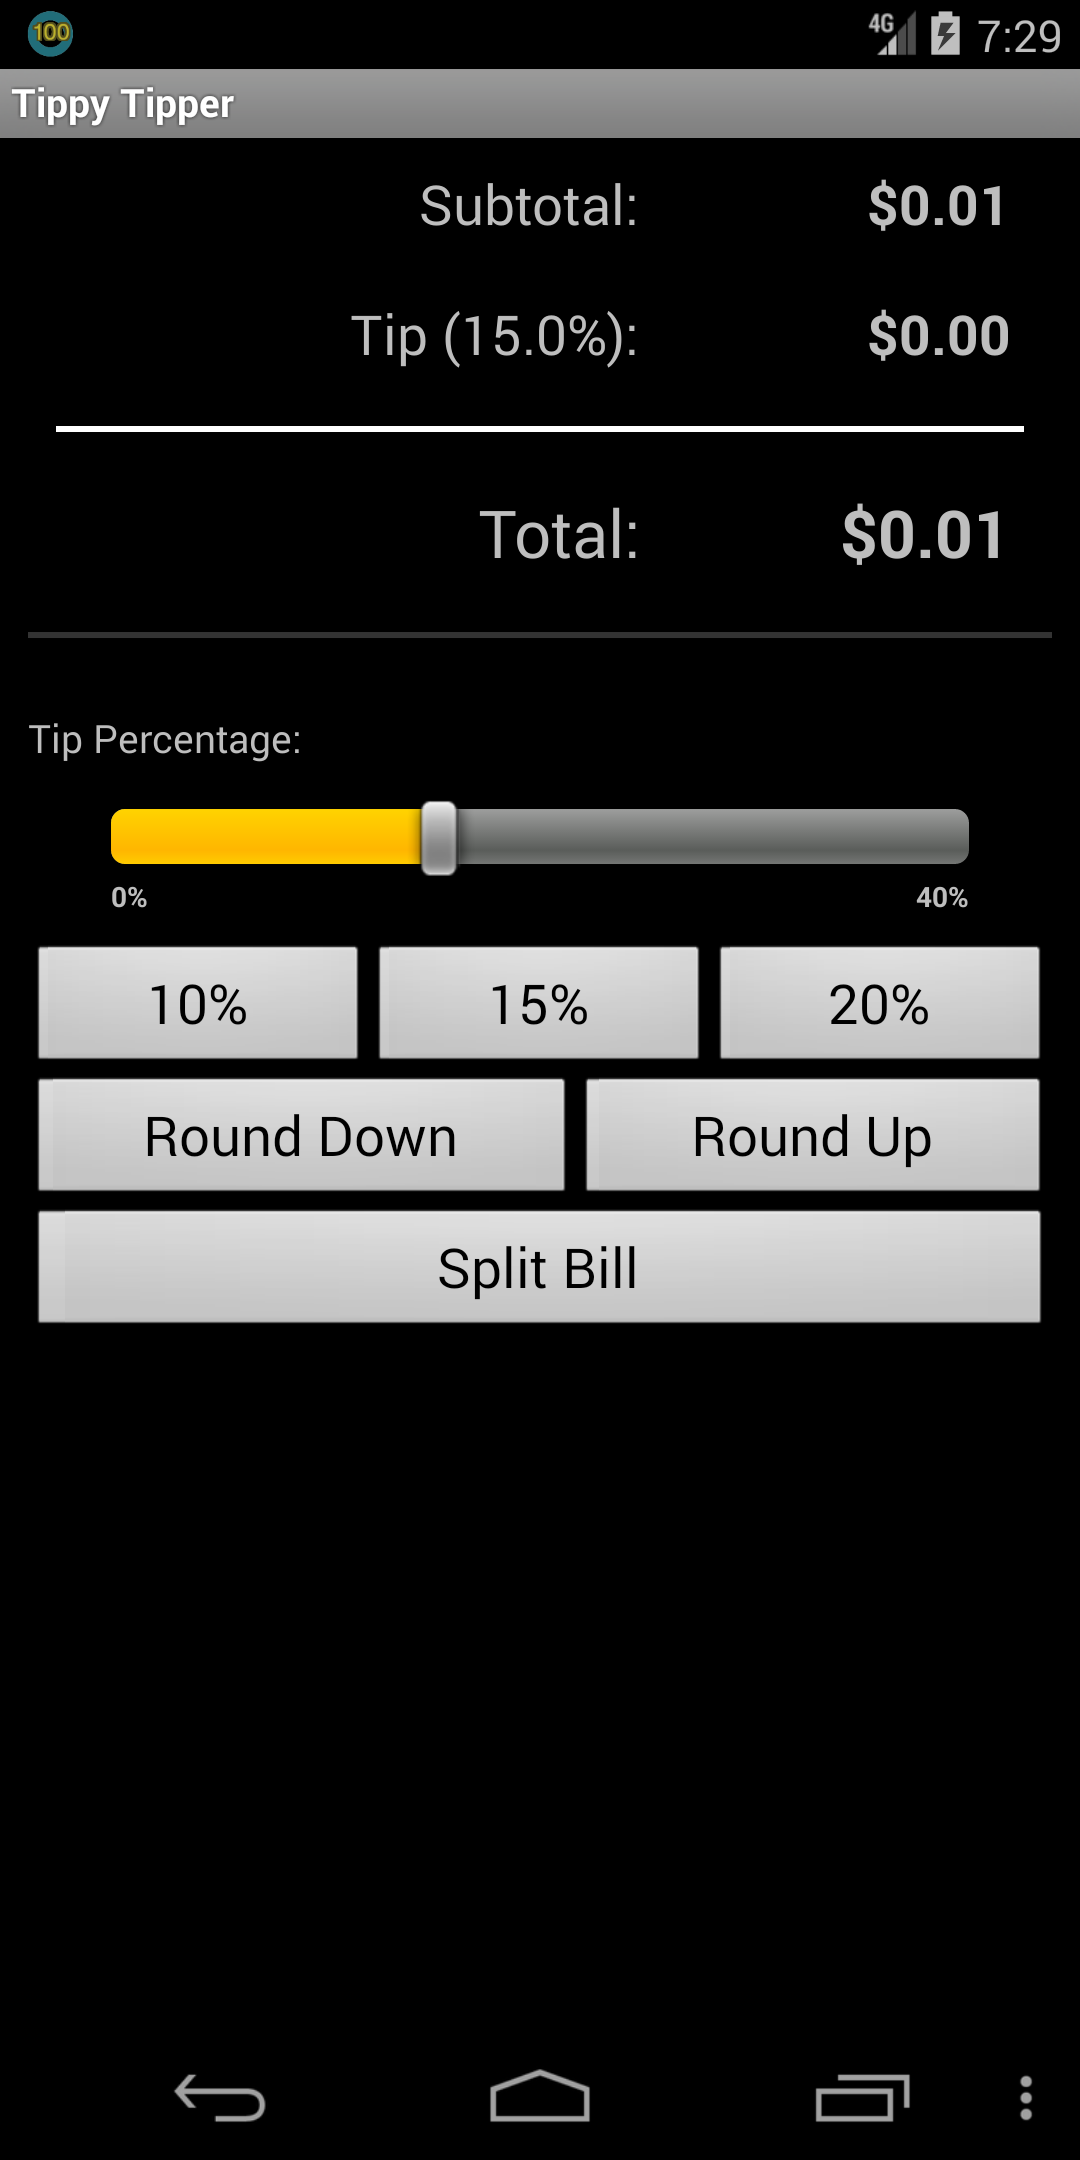 100 4G 7:29
Tippy Tipper
Subtotal: $0.01
Tip (15.0%): $0.00
Total: $0.01
Tip Percentage:
0% 40%
10% 15% 20%
Round Down Round Up
Split Bill